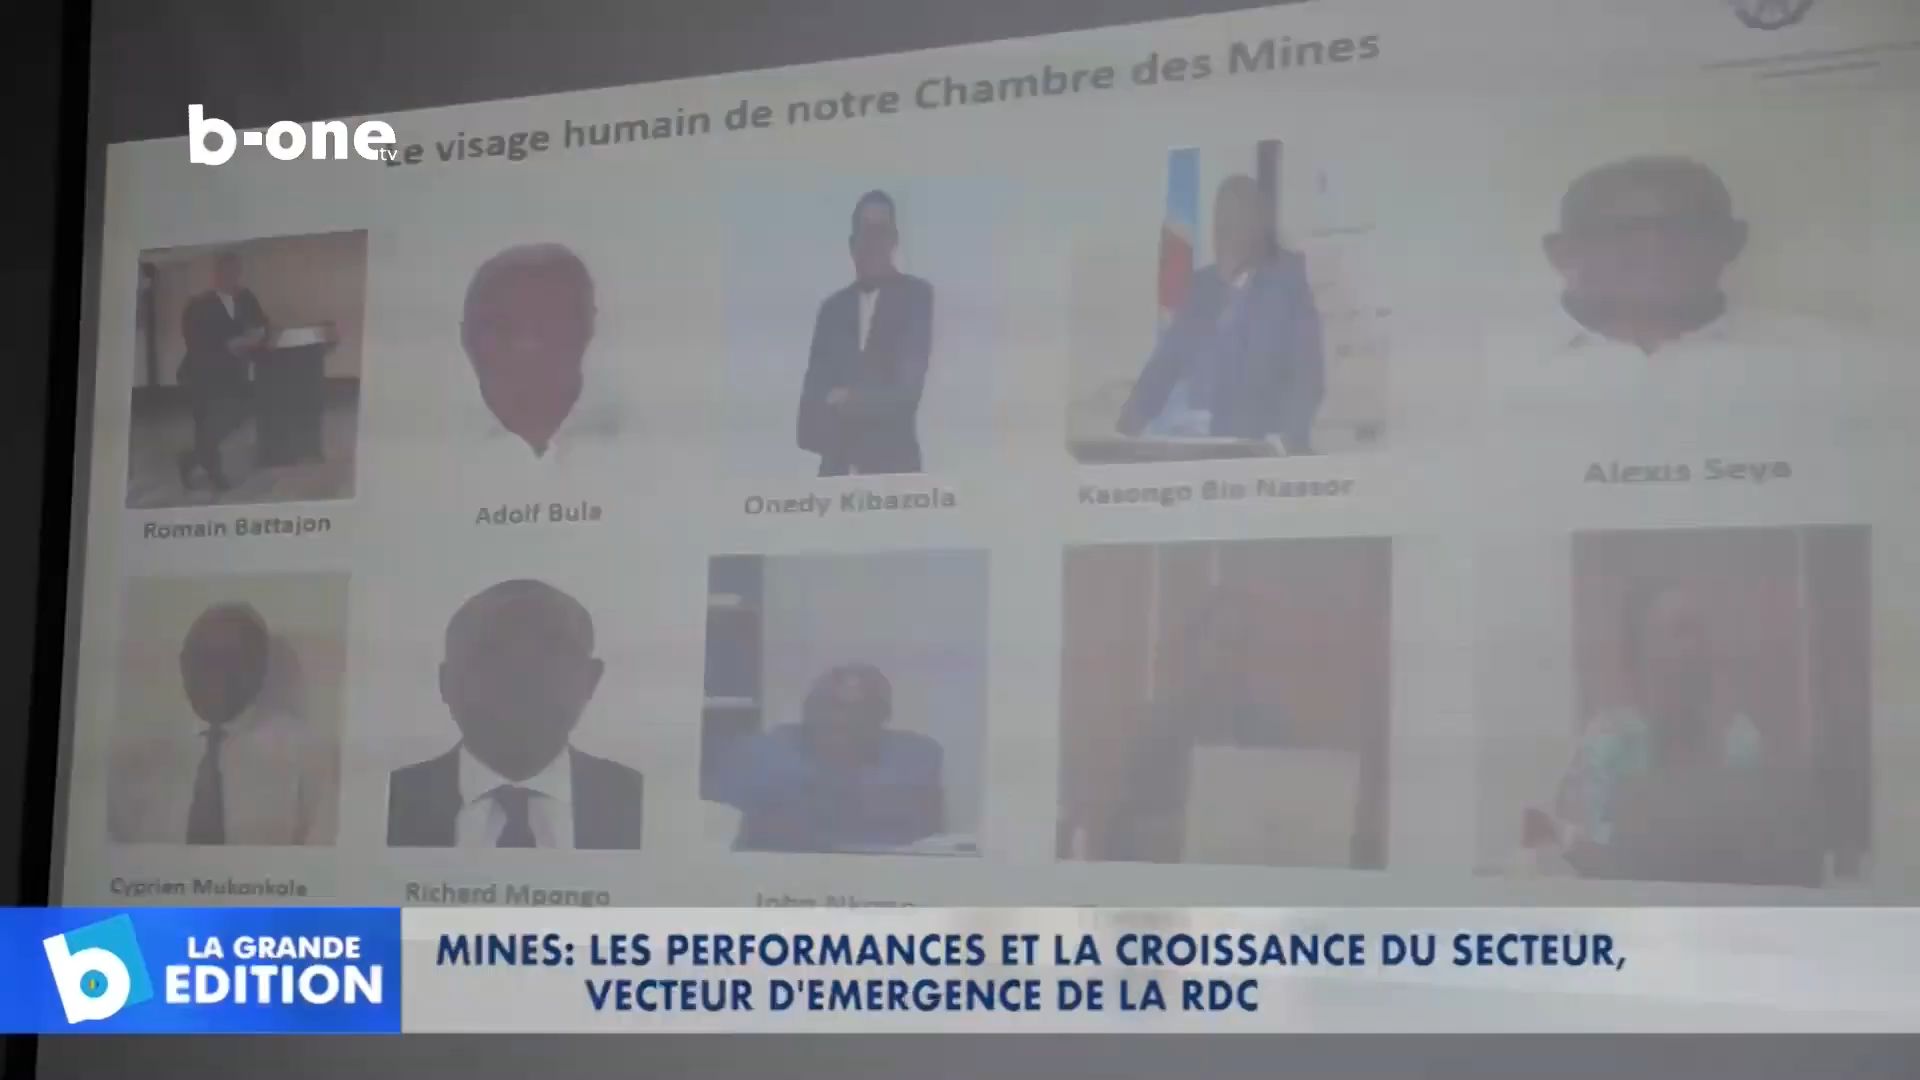 b-one tv
Le visage humain de notre Chambre des Mines
Romain Battajon
Adolf Bula
Onedy Kibazola
Kasongo Bin Nassor
Alexis Seya
Cyprien Mukonkole
Richard Mpongo
John
b
LA GRANDE
EDITION
MINES: LES PERFORMANCES ET LA CROISSANCE DU SECTEUR,
VECTEUR D'EMERGENCE DE LA RDC